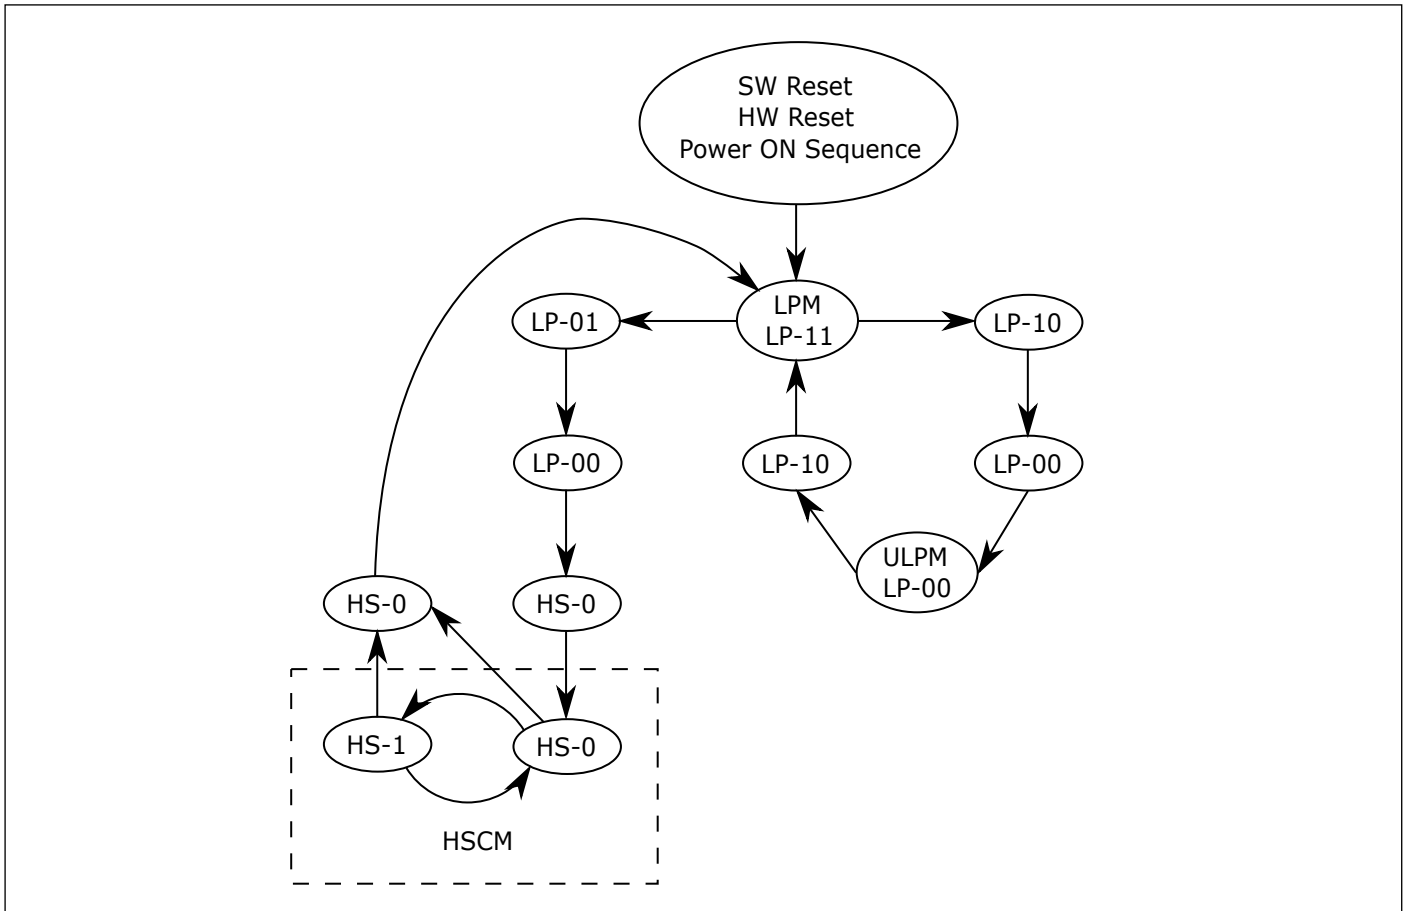 SW Reset
HW Reset
Power ON Sequence
LPM
LP-11
LP-01
LP-10
LP-00
LP-10
LP-00
ULPM
LP-00
HS-0
HS-0
HS-1
HS-0
HSCM